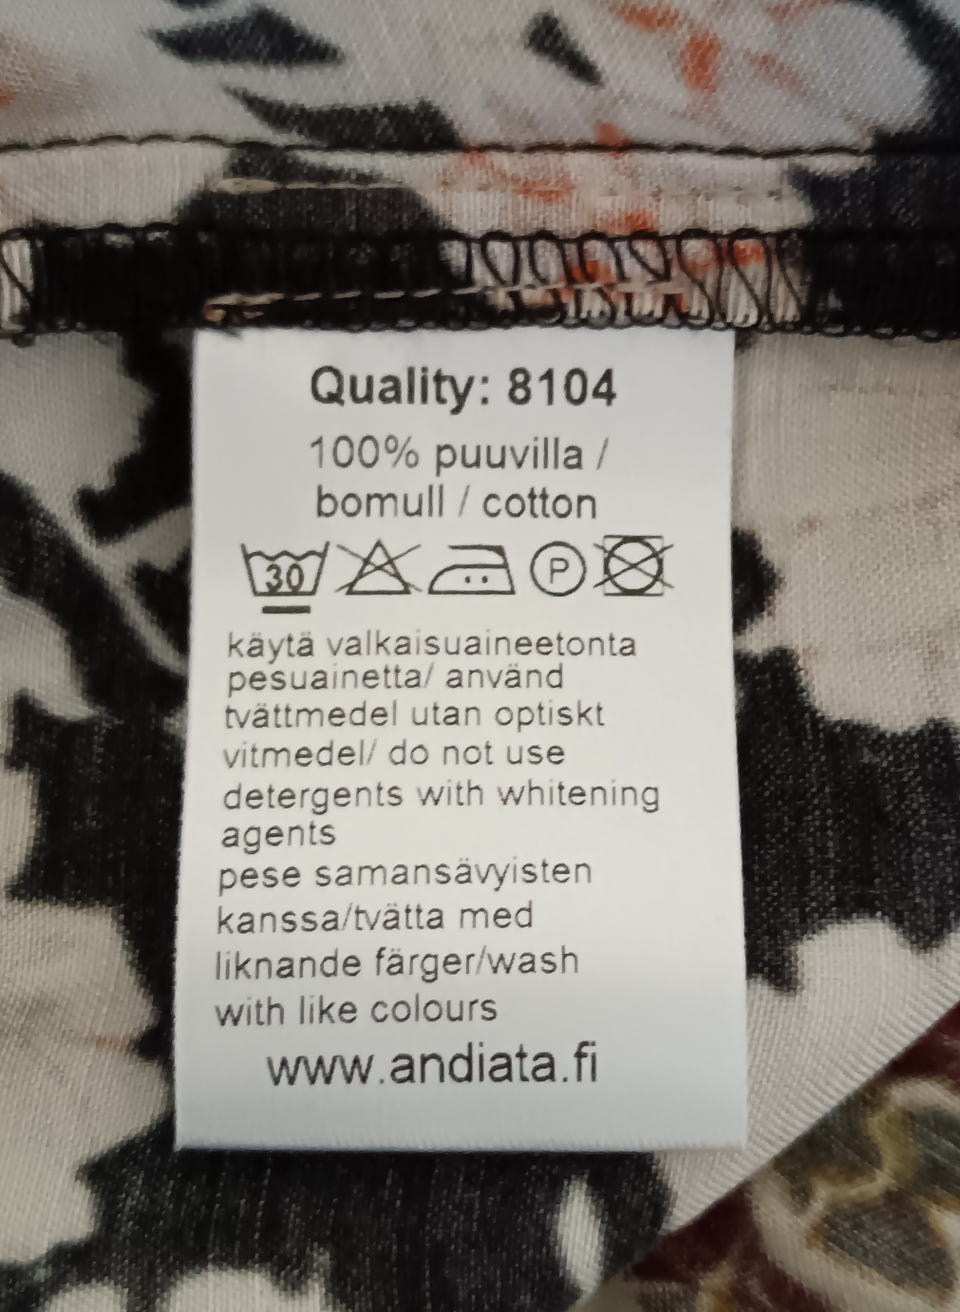 Quality: 8104
100% puuvilla /
bomull / cotton
30 P
käytä valkaisuaineetonta
pesuainetta/ använd
tvättmedel utan optiskt
vitmedel/ do not use
detergents with whitening
agents
pese samansävyisten
kanssa/tvätta med
liknande färger/wash
with like colours
www.andiata.fi